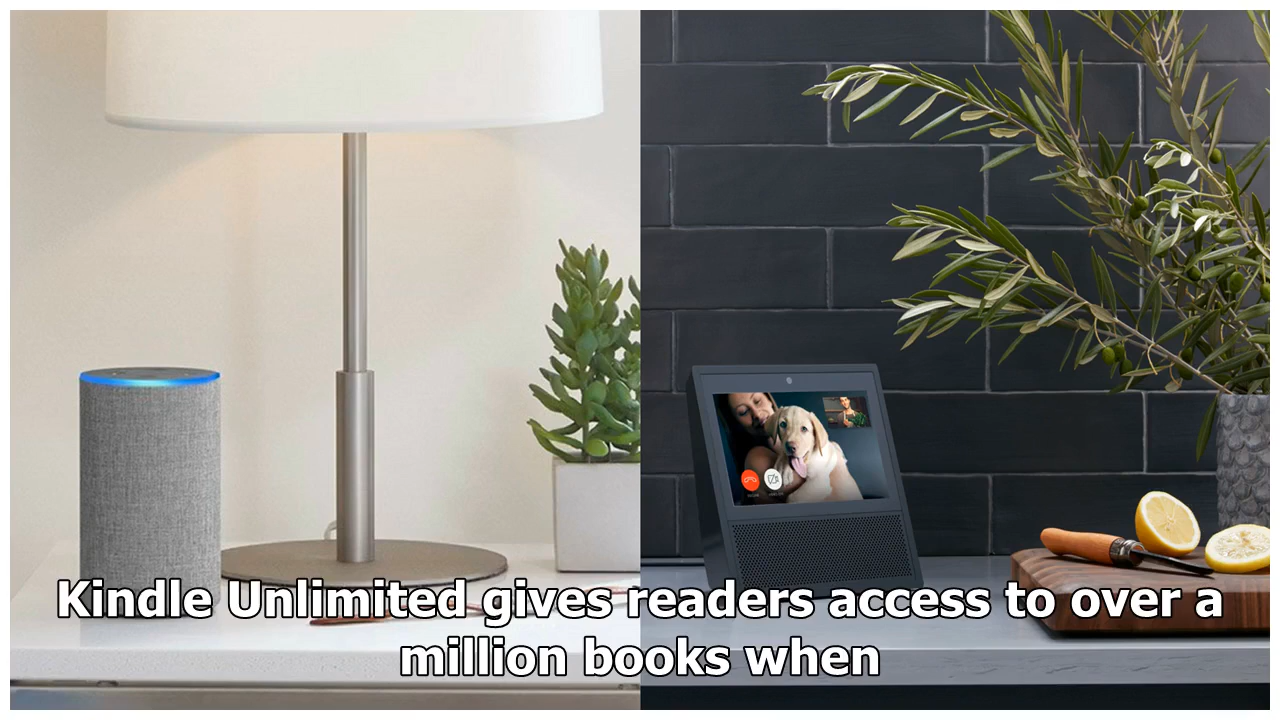 Kindle Unlimited gives readers access to over a
million books when